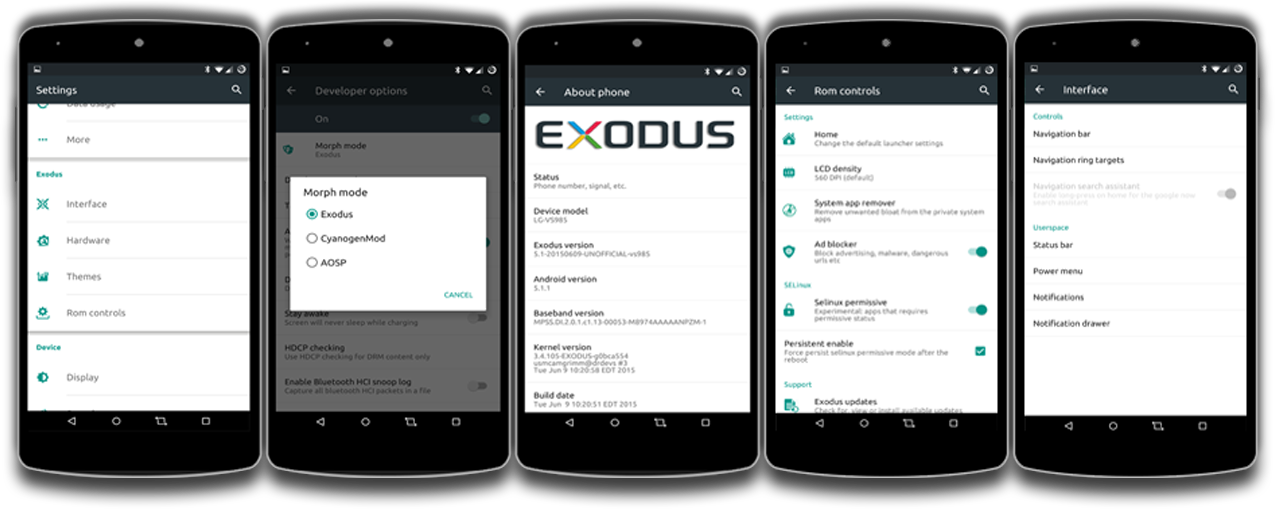 Settings
Data usage
More
Exodus
Interface
Hardware
Themes
Rom controls
Device
Display
Developer options
On
Morph mode
Exodus
Morph mode
Exodus
CyanogenMod
AOSP
CANCEL
Stay awake
Screen will never sleep while charging
HDCP checking
Use HDCP checking for DRM content only
Enable Bluetooth HCI snoop log
Capture all bluetooth HCI packets in a file
About phone
EXODUS
Status
Phone number, signal, etc.
Device model
LG-VS985
Exodus version
5.1-20150609-UNOFFICIAL-vs985
Android version
5.1.1
Baseband version
MPSS.DI.2.0.1.c1.13-00053-M8974AAAAANPZM-1
Kernel version
3.4.105-EXODUS-g0bca554
usmcamgrimm@drdevs #3
Tue Jun 9 10:20:58 EDT 2015
Build date
Tue Jun 9 10:20:51 EDT 2015
Rom controls
Settings
Home
Change the default launcher settings
LCD density
560 DPI (default)
System app remover
Remove unwanted bloat from the private system
apps
Ad blocker
Block advertising, malware, dangerous
urls etc
SELinux
Selinux permissive
Experimental: apps that requires
permissive status
Persistent enable
Force persist selinux permissive mode after the
reboot
Support
Exodus updates
Check for, view or install available updates
Interface
Controls
Navigation bar
Navigation ring targets
Navigation search assistant
Enable longpress on home for the google now
search assistant
Userspace
Status bar
Power menu
Notifications
Notification drawer